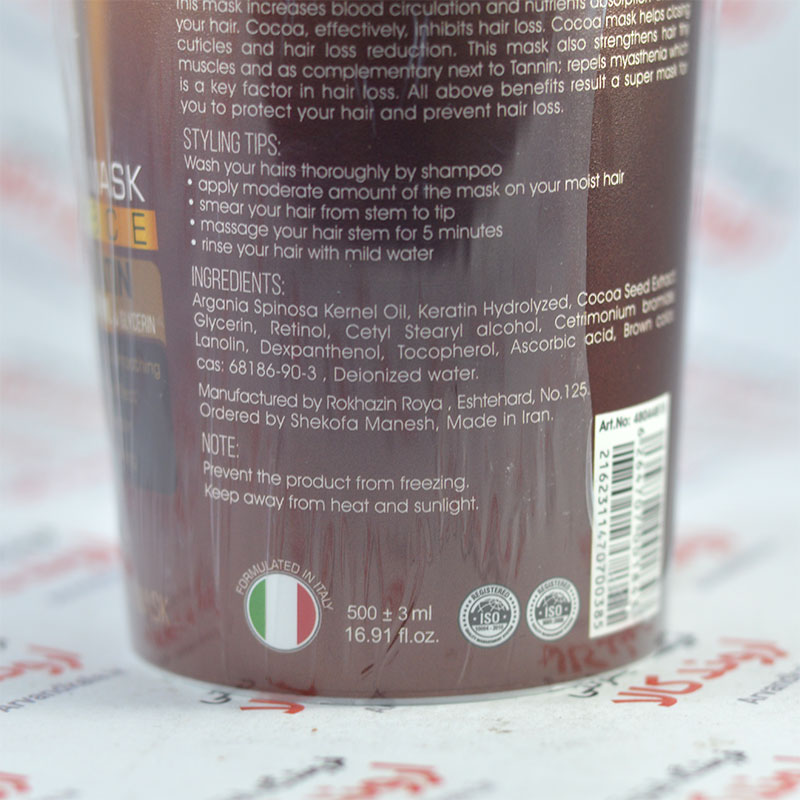 this mask increases blood circulation and nutrients absorption
your hair. Cocoa, effectively, inhibits hair loss. Cocoa mask helps closing
cuticles and hair loss reduction. This mask also strengthens hair
muscles and as complementary next to Tannin; repels myasthenia which
is a key factor in hair loss. All above benefits result a super mask for
you to protect your hair and prevent hair loss.
STYLING TIPS:
Wash your hairs thoroughly by shampoo
• apply moderate amount of the mask on your moist hair
• smear your hair from stem to tip
• massage your hair stem for 5 minutes
• rinse your hair with mild water
INGREDIENTS:
Argania Spinosa Kernel Oil, Keratin Hydrolyzed, Cocoa Seed Extract,
Glycerin, Retinol, Cetyl Stearyl alcohol, Cetrimonium bromide,
Lanolin, Dexpanthenol, Tocopherol, Ascorbic acid, Brown color
cas: 68186-90-3 , Deionized water.
Manufactured by Rokhazin Roya , Eshtehard, No.125.
Ordered by Shekofa Manesh, Made in Iran.
NOTE:
Prevent the product from freezing.
Keep away from heat and sunlight.
FORMULATED IN ITALY
500 ± 3 ml
16.91 fl.oz.
REGISTERED
ISO
REGISTERED
ISO
Art.No:
2162311470700385
MASK
GLYCERIN
MASK
اروند کالا